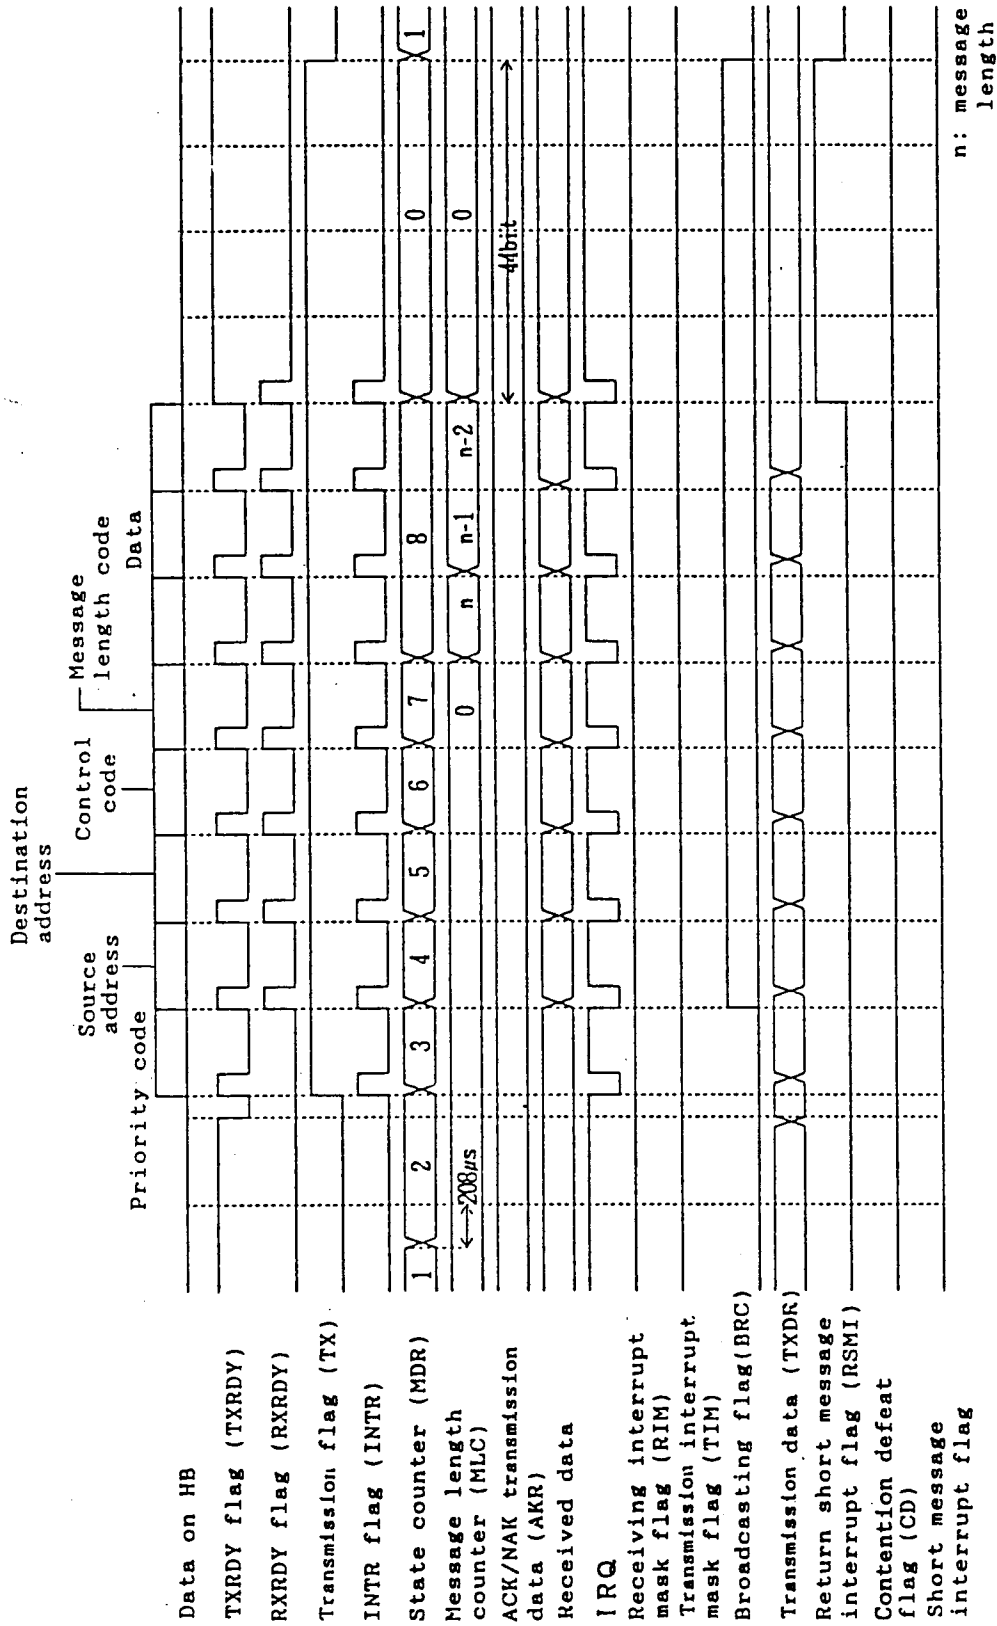 Destination
address
Source
address
Control
code
Message
length code
Priority code
Data
Data on HB
TXRDY flag (TXRDY)
RXRDY flag (RXRDY)
Transmission flag (TX)
INTR flag (INTR)
State counter (MDR)
1 2 3 4 5 6 7 8 0 1
Message length
counter (MLC)
208μs
0 n n-1 n-2 0
ACK/NAK transmission
data (AKR)
44bit
Received data
IRQ
Receiving interrupt
mask flag (RIM)
Transmission interrupt
mask flag (TIM)
Broadcasting flag(BRC)
Transmission data (TXDR)
Return short message
interrupt flag (RSMI)
Contention defeat
flag (CD)
Short message
interrupt flag
n: message
length